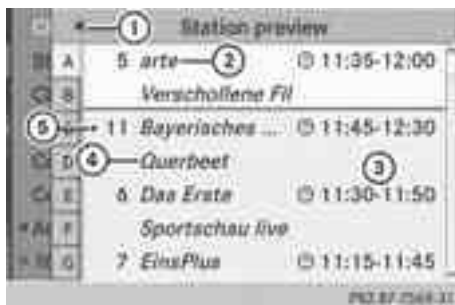 ① Station preview
A 5 arte ② 11:35-12:00
B Verschollene Fil
⑤ 11 Bayerisches ... 11:45-12:30
④ D Querbeet ③
E 6 Das Erste 11:30-11:50
F Sportschau live
G 7 EinsPlus 11:15-11:45
P82.87-7569-31